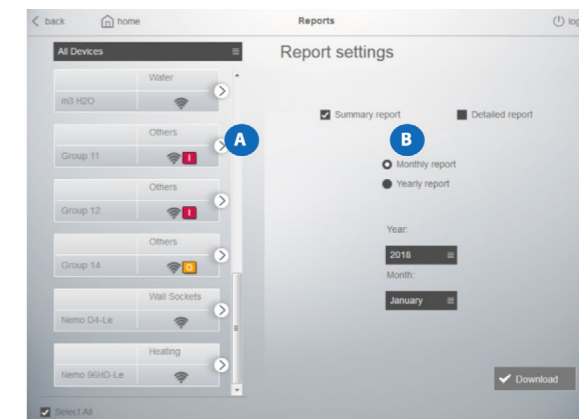 back
home
Reports
log
All Devices
Water
m3 H2O
Others
Group 11
I
Others
Group 12
I
Others
Group 14
O
Wall Sockets
Nemo D4-Le
Heating
Nemo 96HD-Le
Select All
A
Report settings
Summary report
Detailed report
B
Monthly report
Yearly report
Year:
2018
Month:
January
Download